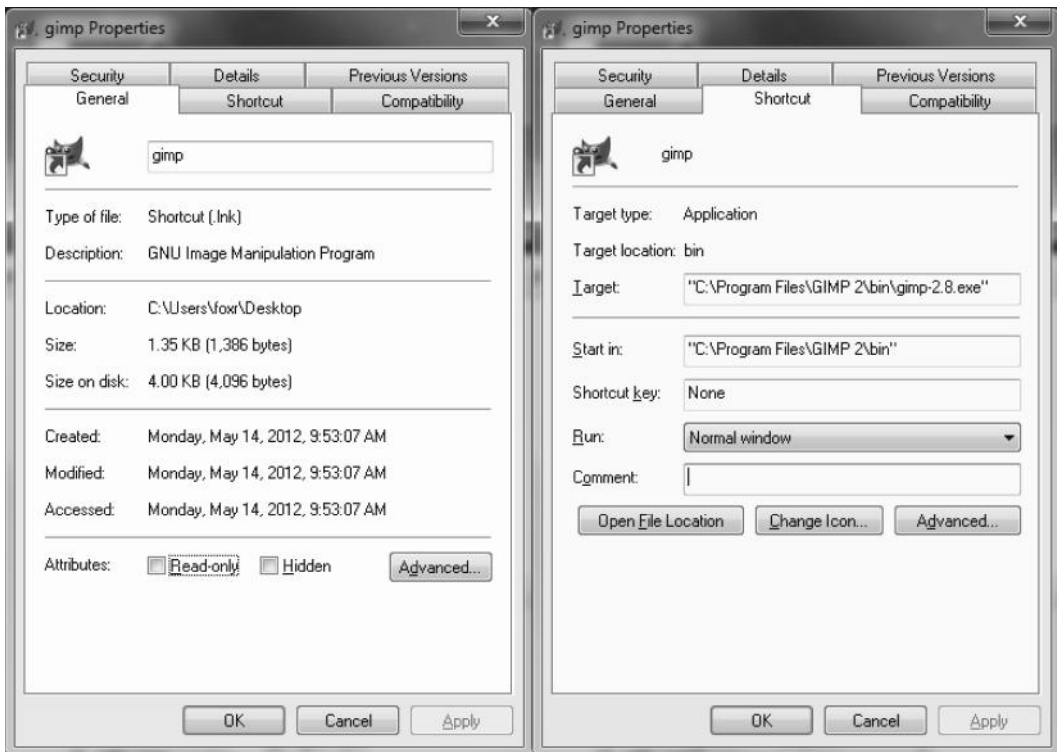 gimp Properties
Security Details Previous Versions
General Shortcut Compatibility
gimp
Type of file: Shortcut (.lnk)
Description: GNU Image Manipulation Program
Location: C:\Users\foxr\Desktop
Size: 1.35 KB (1,386 bytes)
Size on disk: 4.00 KB (4,096 bytes)
Created: Monday, May 14, 2012, 9:53:07 AM
Modified: Monday, May 14, 2012, 9:53:07 AM
Accessed: Monday, May 14, 2012, 9:53:07 AM
Attributes: Read-only Hidden Advanced...
OK Cancel Apply
gimp Properties
Security Details Previous Versions
General Shortcut Compatibility
gimp
Target type: Application
Target location: bin
Target: "C:\Program Files\GIMP 2\bin\gimp-2.8.exe"
Start in: "C:\Program Files\GIMP 2\bin"
Shortcut key: None
Run: Normal window
Comment:
Open File Location Change Icon... Advanced...
OK Cancel Apply